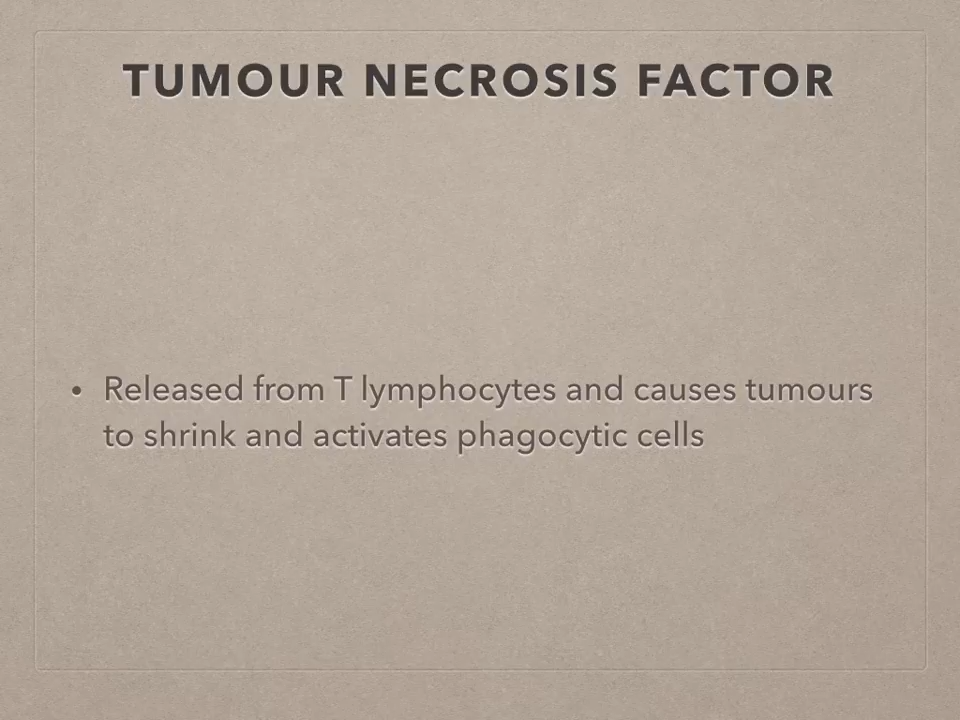 TUMOUR NECROSIS FACTOR
• Released from T lymphocytes and causes tumours
to shrink and activates phagocytic cells